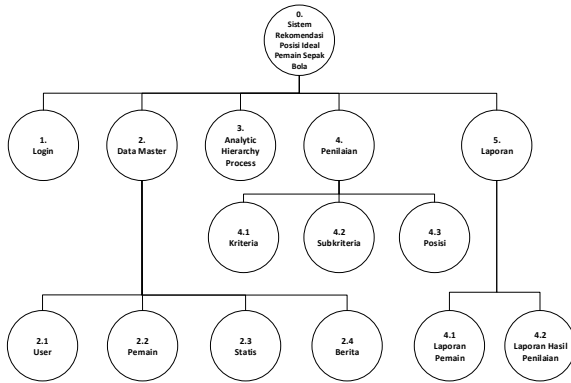 0.
Sistem
Rekomendasi
Posisi Ideal
Pemain Sepak
Bola
1.
Login
2.
Data Master
3.
Analytic
Hierarchy
Process
4.
Penilaian
5.
Laporan
4.1
Kriteria
4.2
Subkriteria
4.3
Posisi
2.1
User
2.2
Pemain
2.3
Statis
2.4
Berita
4.1
Laporan
Pemain
4.2
Laporan Hasil
Penilaian